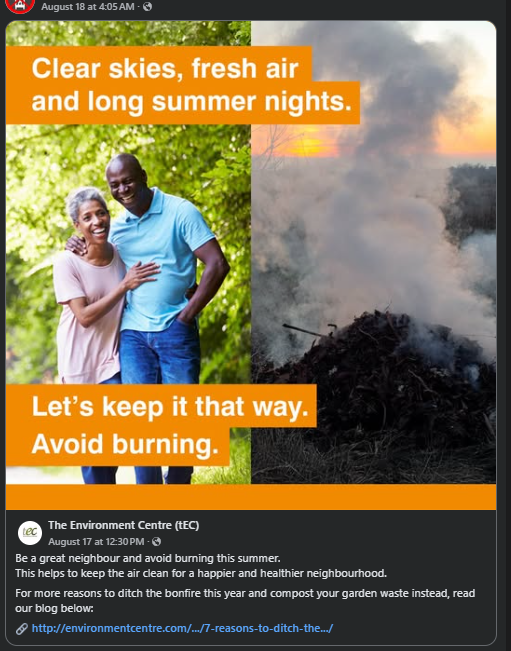 August 18 at 4:05 AM ·
Clear skies, fresh air
and long summer nights.
Let's keep it that way.
Avoid burning.
tEC
The Environment Centre (tEC)
August 17 at 12:30 PM ·
Be a great neighbour and avoid burning this summer.
This helps to keep the air clean for a happier and healthier neighbourhood.
For more reasons to ditch the bonfire this year and compost your garden waste instead, read
our blog below:
http://environmentcentre.com/.../7-reasons-to-ditch-the.../